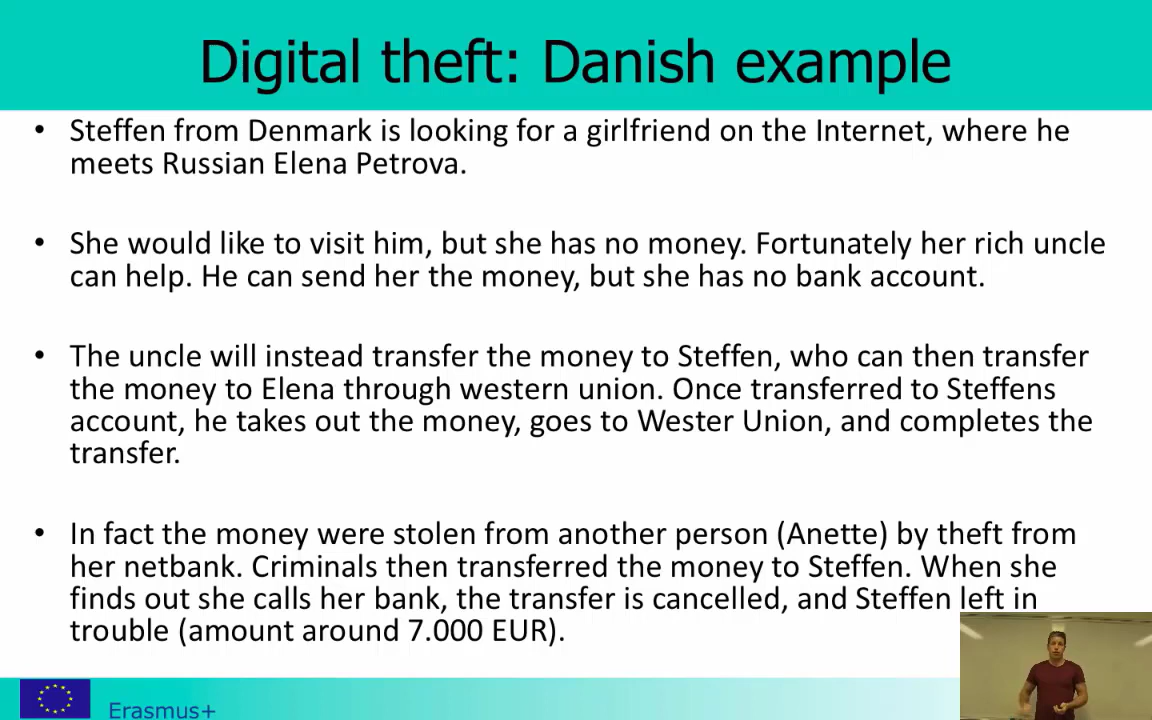 Digital theft: Danish example
• Steffen from Denmark is looking for a girlfriend on the Internet, where he
meets Russian Elena Petrova.
• She would like to visit him, but she has no money. Fortunately her rich uncle
can help. He can send her the money, but she has no bank account.
• The uncle will instead transfer the money to Steffen, who can then transfer
the money to Elena through western union. Once transferred to Steffens
account, he takes out the money, goes to Wester Union, and completes the
transfer.
• In fact the money were stolen from another person (Anette) by theft from
her netbank. Criminals then transferred the money to Steffen. When she
finds out she calls her bank, the transfer is cancelled, and Steffen left in
trouble (amount around 7.000 EUR).
Erasmus+